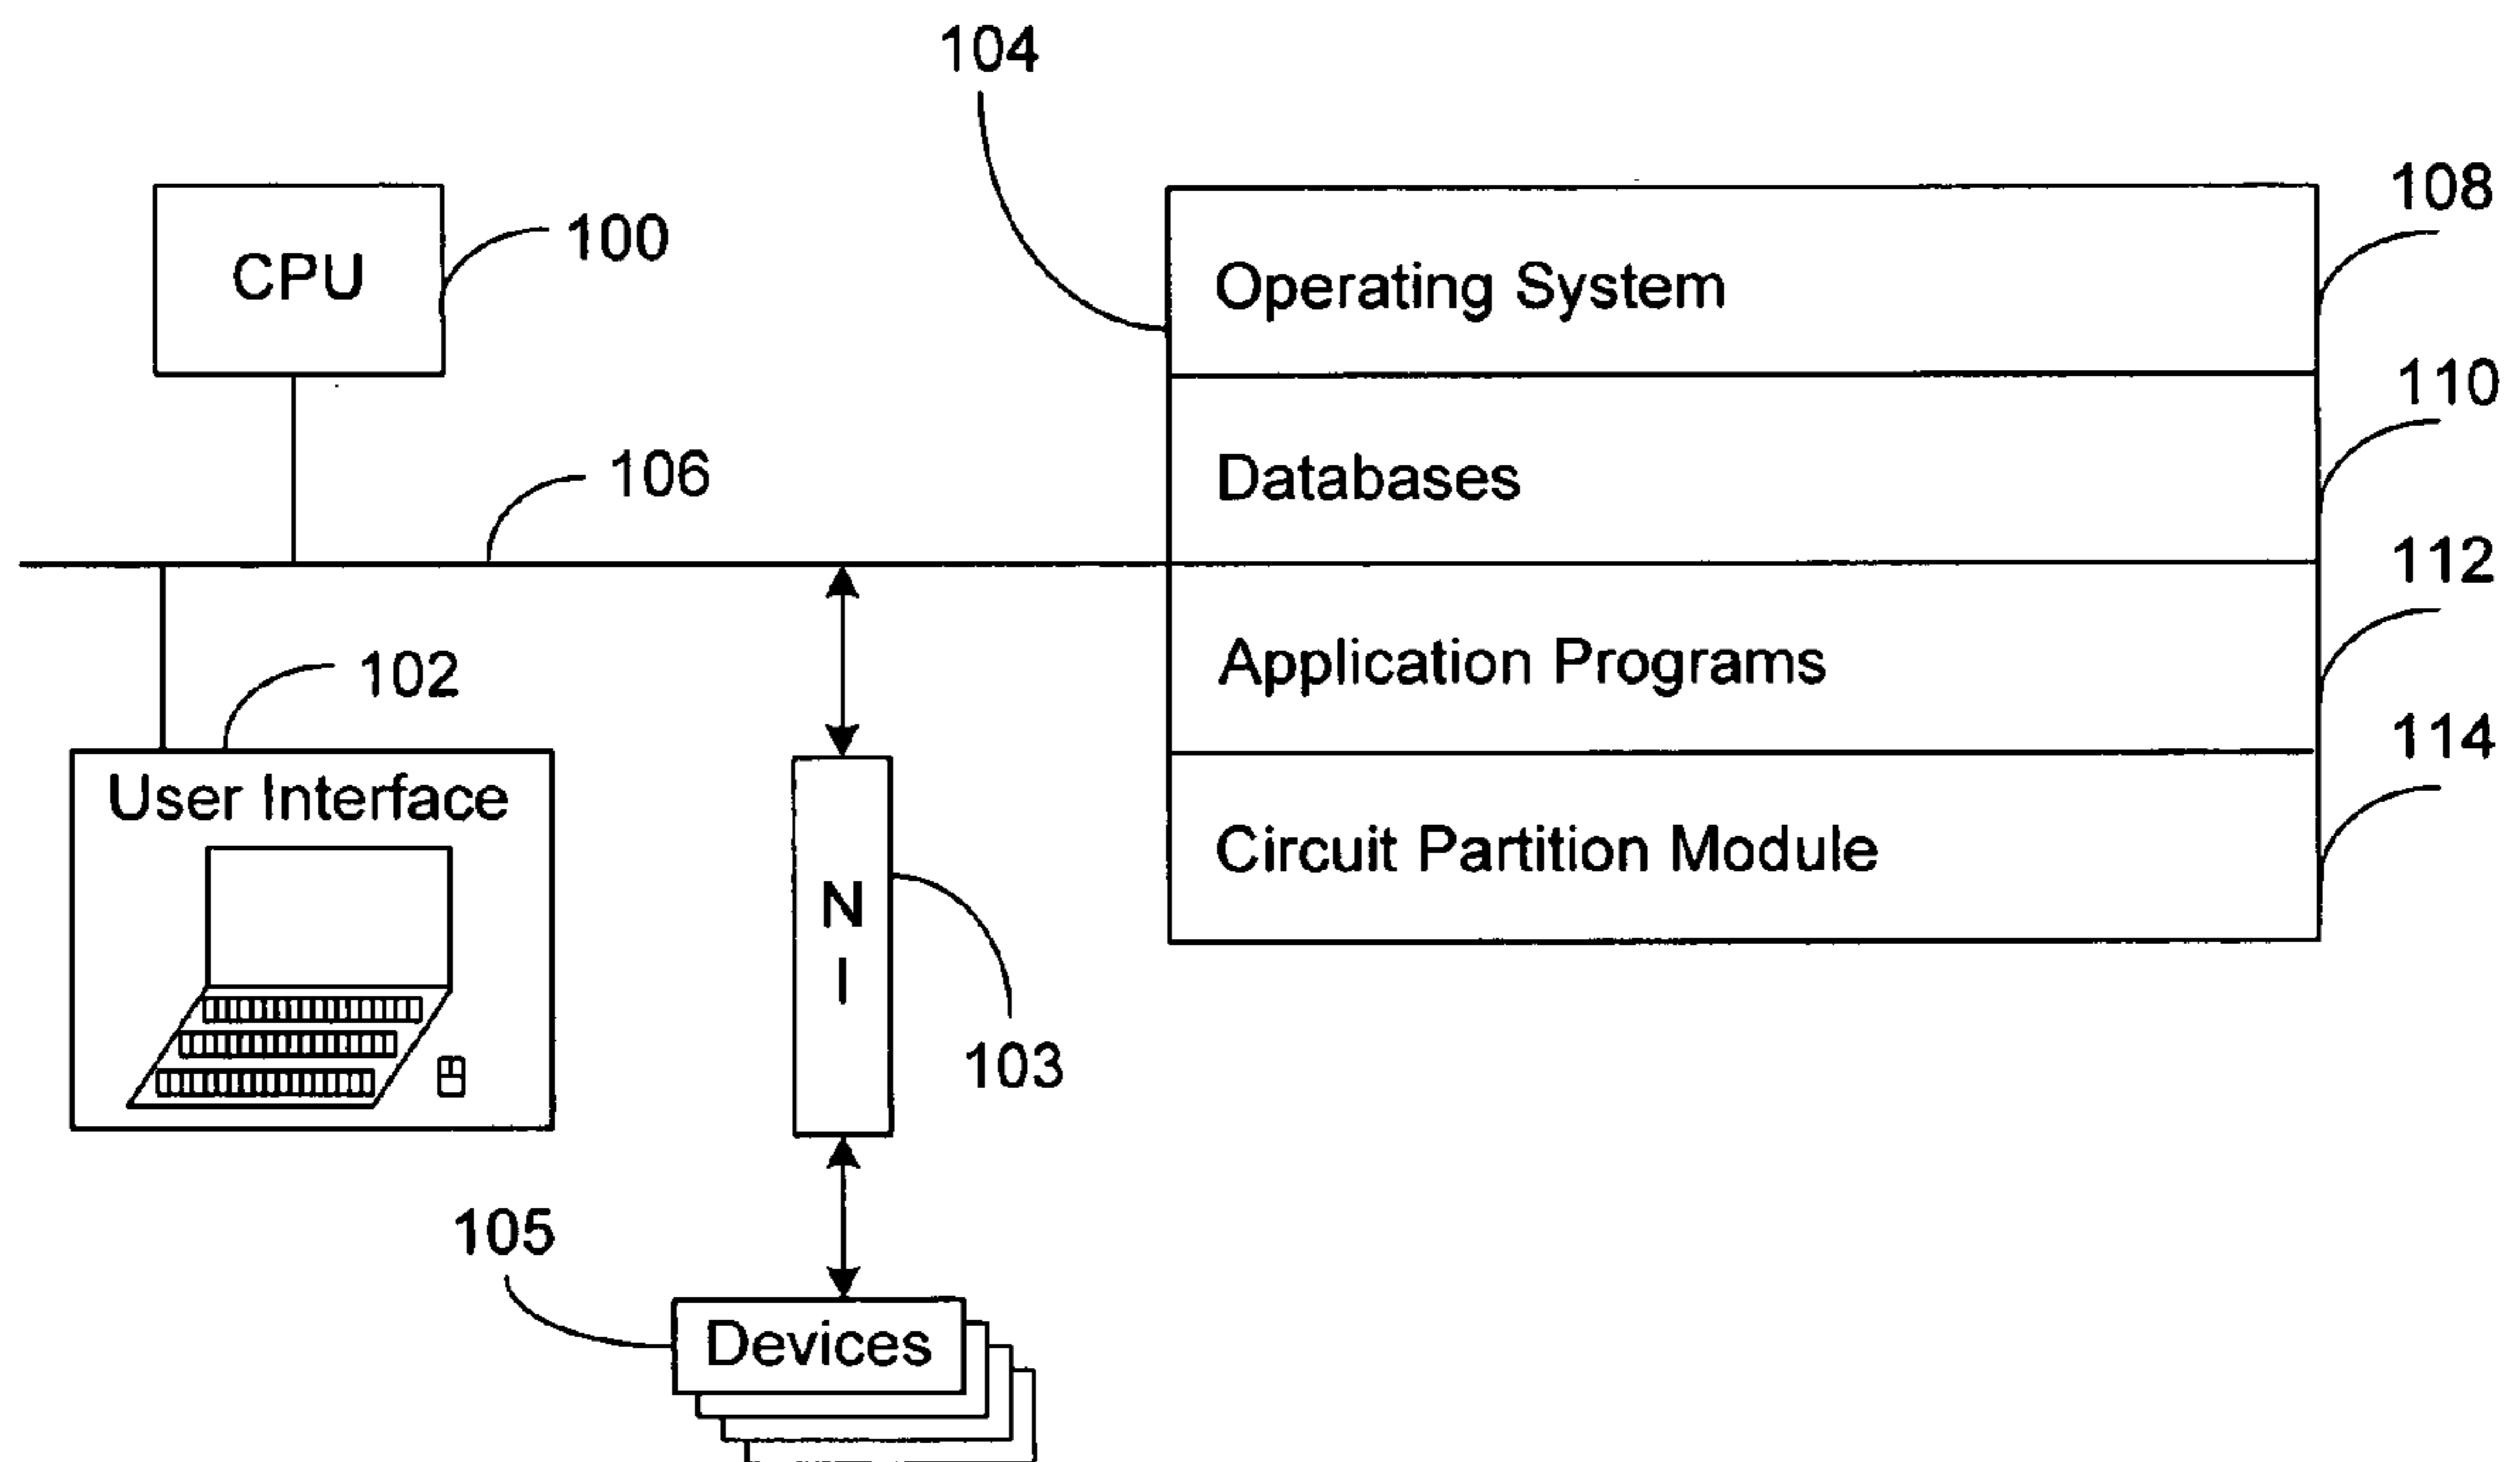 104
CPU
100
Operating System
108
106
Databases
110
102
Application Programs
112
User Interface
N
I
103
Circuit Partition Module
114
105
Devices